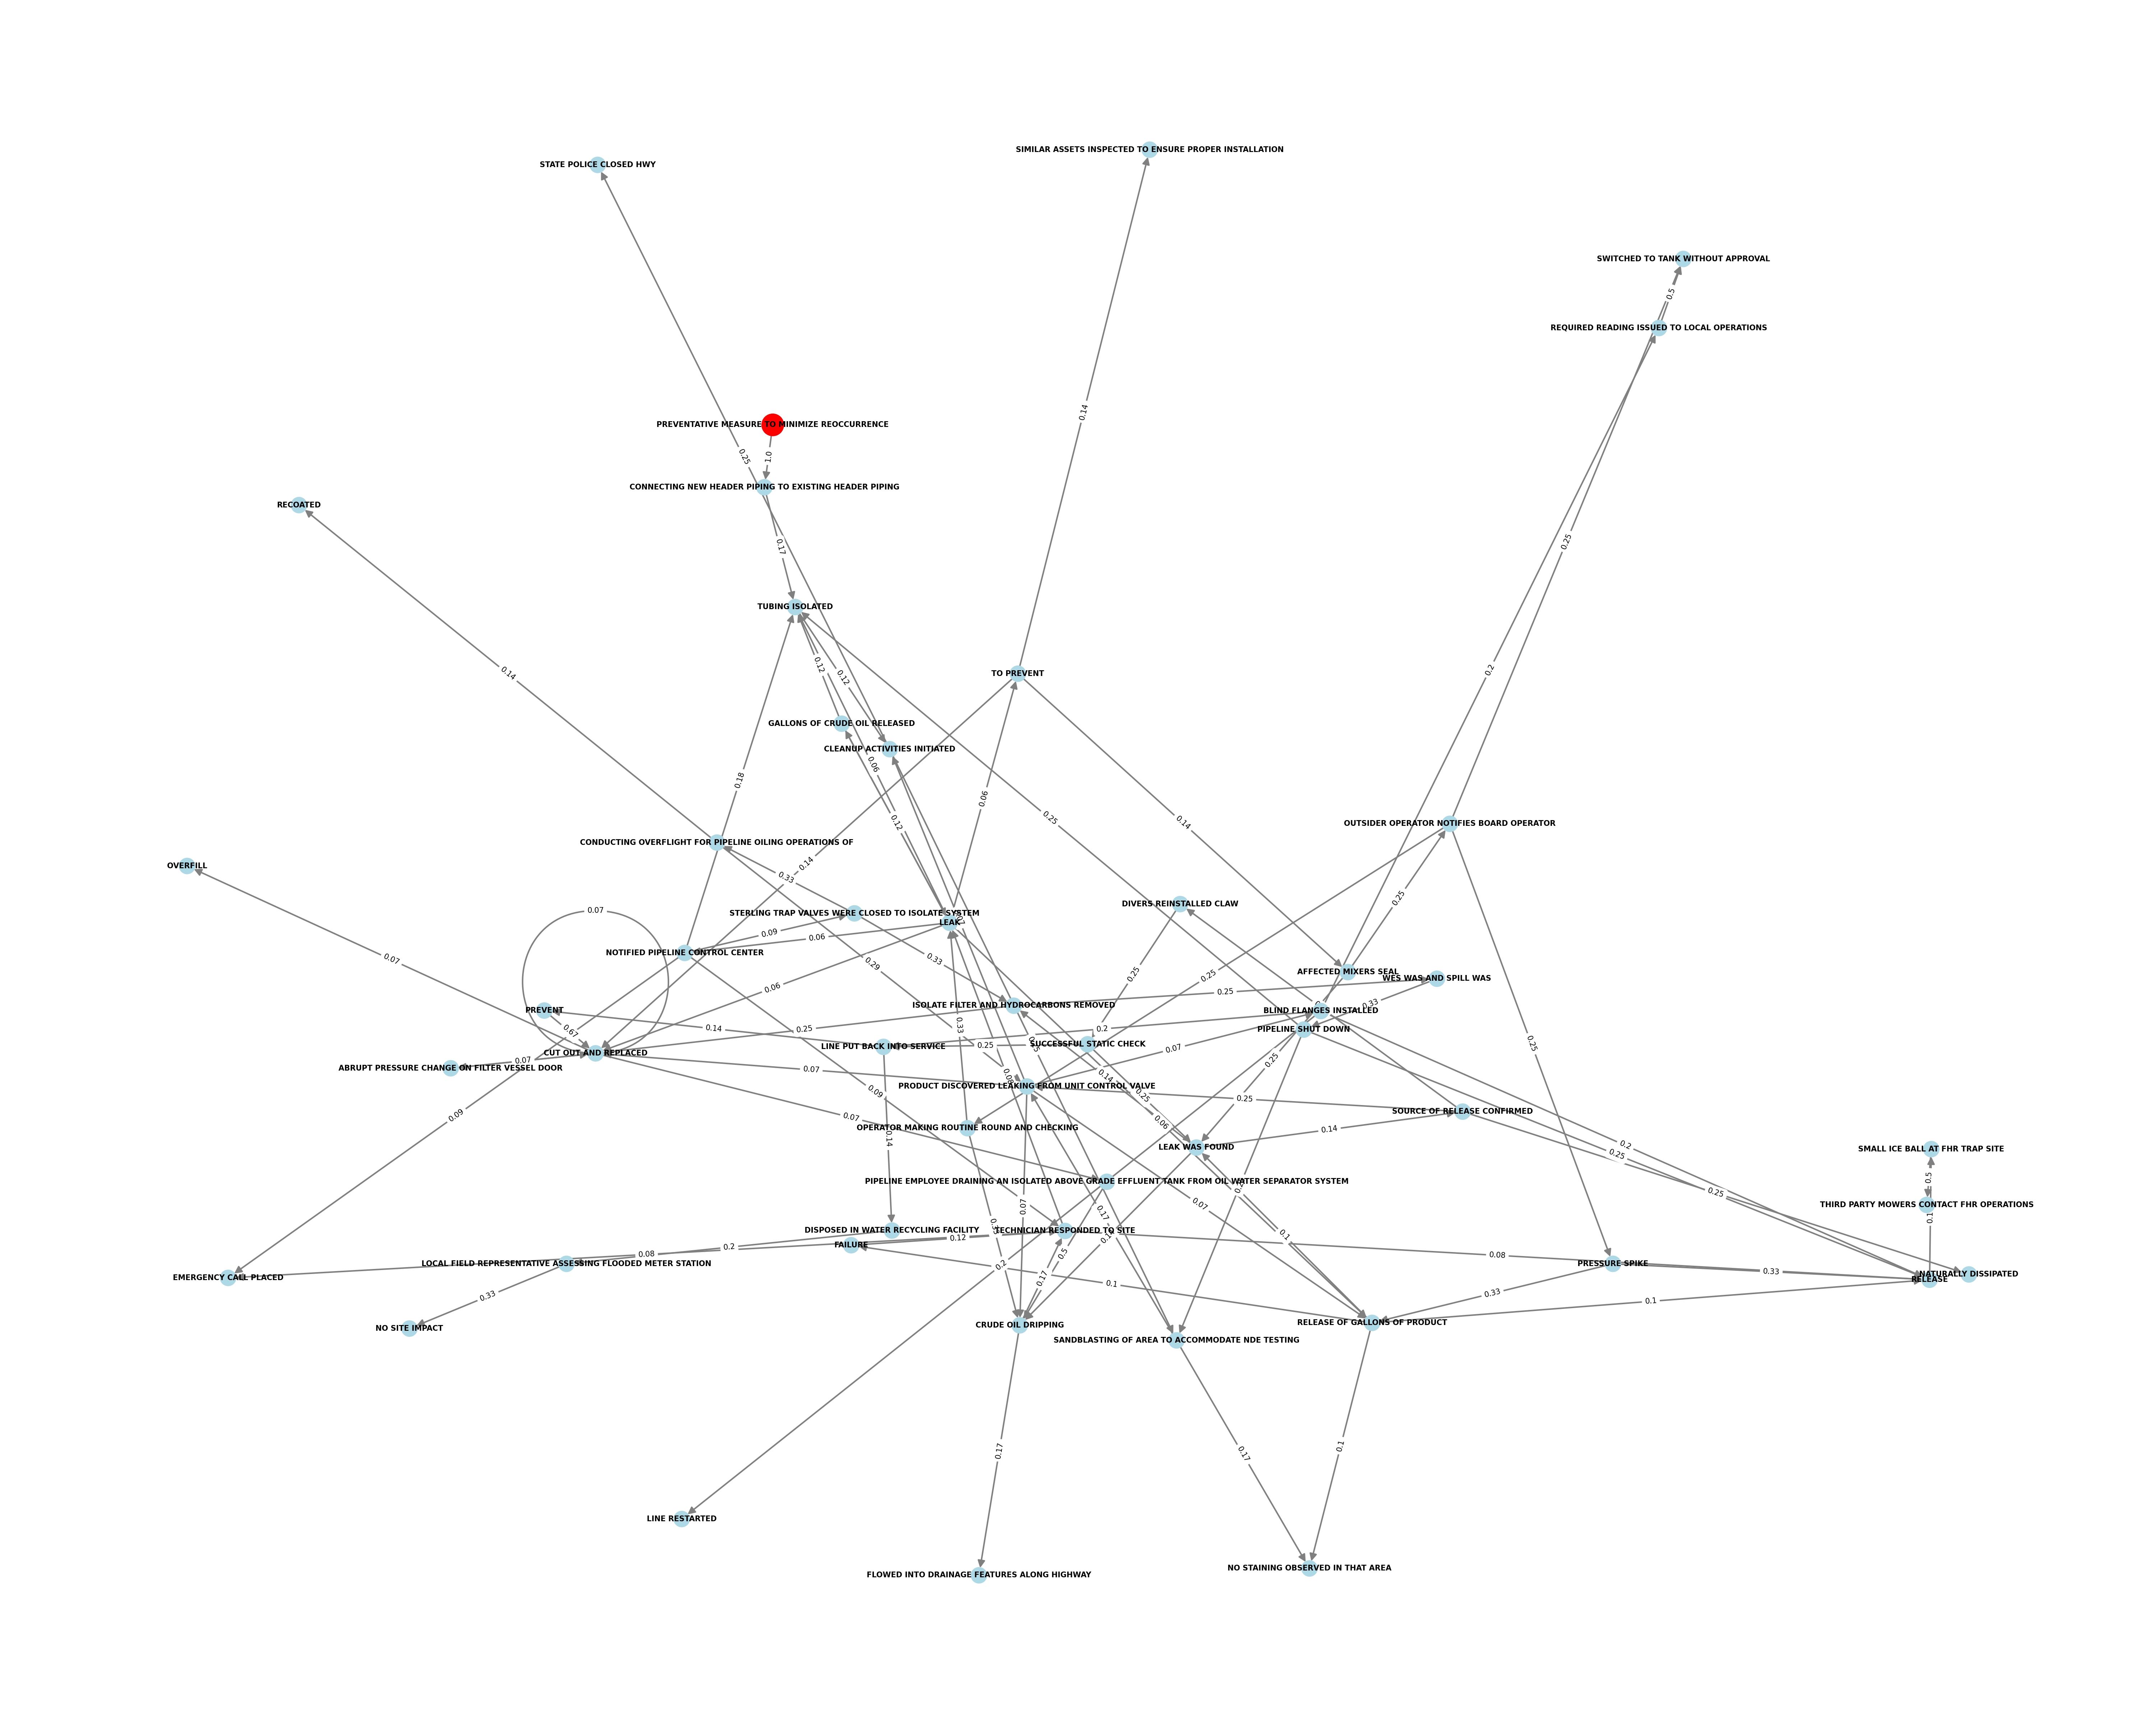 SIMILAR ASSETS INSPECTED TO ENSURE PROPER INSTALLATION
STATE POLICE CLOSED HWY
SWITCHED TO TANK WITHOUT APPROVAL
0.5
REQUIRED READING ISSUED TO LOCAL OPERATIONS
0.14
PREVENTATIVE MEASURE TO MINIMIZE REOCCURRENCE
0.25
1.0
CONNECTING NEW HEADER PIPING TO EXISTING HEADER PIPING
RECOATED
0.25
0.17
TUBING ISOLATED
0.12
0.2
0.14
TO PREVENT
0.12
GALLONS OF CRUDE OIL RELEASED
CLEANUP ACTIVITIES INITIATED
0.06
0.18
0.06
0.25
0.12
0.14
OUTSIDER OPERATOR NOTIFIES BOARD OPERATOR
CONDUCTING OVERFLIGHT FOR PIPELINE OILING OPERATIONS OF
0.14
OVERFILL
0.33
0.25
DIVERS REINSTALLED CLAW
0.07
STERLING TRAP VALVES WERE CLOSED TO ISOLATE SYSTEM
LEAK
0.09
0.06
NOTIFIED PIPELINE CONTROL CENTER
0.07
0.33
0.29
AFFECTED MIXERS SEAL
0.25
0.25
WES WAS AND SPILL WAS
0.06
0.25
0.33
ISOLATE FILTER AND HYDROCARBONS REMOVED
PREVENT
BLIND FLANGES INSTALLED
0.67
0.14
0.25
0.33
0.2
PIPELINE SHUT DOWN
LINE PUT BACK INTO SERVICE
0.25
SUCCESSFUL STATIC CHECK
0.25
0.07
CUT OUT AND REPLACED
0.07
0.25
ABRUPT PRESSURE CHANGE ON FILTER VESSEL DOOR
0.07
0.14
PRODUCT DISCOVERED LEAKING FROM UNIT CONTROL VALVE
0.09
0.25
0.25
SOURCE OF RELEASE CONFIRMED
0.09
0.07
0.06
OPERATOR MAKING ROUTINE ROUND AND CHECKING
0.14
0.14
LEAK WAS FOUND
0.2
0.25
SMALL ICE BALL AT FHR TRAP SITE
0.5
PIPELINE EMPLOYEE DRAINING AN ISOLATED ABOVE GRADE EFFLUENT TANK FROM OIL WATER SEPARATOR SYSTEM
0.25
0.07
0.07
THIRD PARTY MOWERS CONTACT FHR OPERATIONS
0.17
DISPOSED IN WATER RECYCLING FACILITY
TECHNICIAN RESPONDED TO SITE
0.1
0.12
FAILURE
0.2
0.08
0.5
0.08
LOCAL FIELD REPRESENTATIVE ASSESSING FLOODED METER STATION
0.2
PRESSURE SPIKE
0.33
EMERGENCY CALL PLACED
NATURALLY DISSIPATED
RELEASE
0.17
0.1
0.33
0.33
0.1
NO SITE IMPACT
CRUDE OIL DRIPPING
RELEASE OF GALLONS OF PRODUCT
SANDBLASTING OF AREA TO ACCOMMODATE NDE TESTING
0.17
0.17
0.1
LINE RESTARTED
NO STAINING OBSERVED IN THAT AREA
FLOWED INTO DRAINAGE FEATURES ALONG HIGHWAY